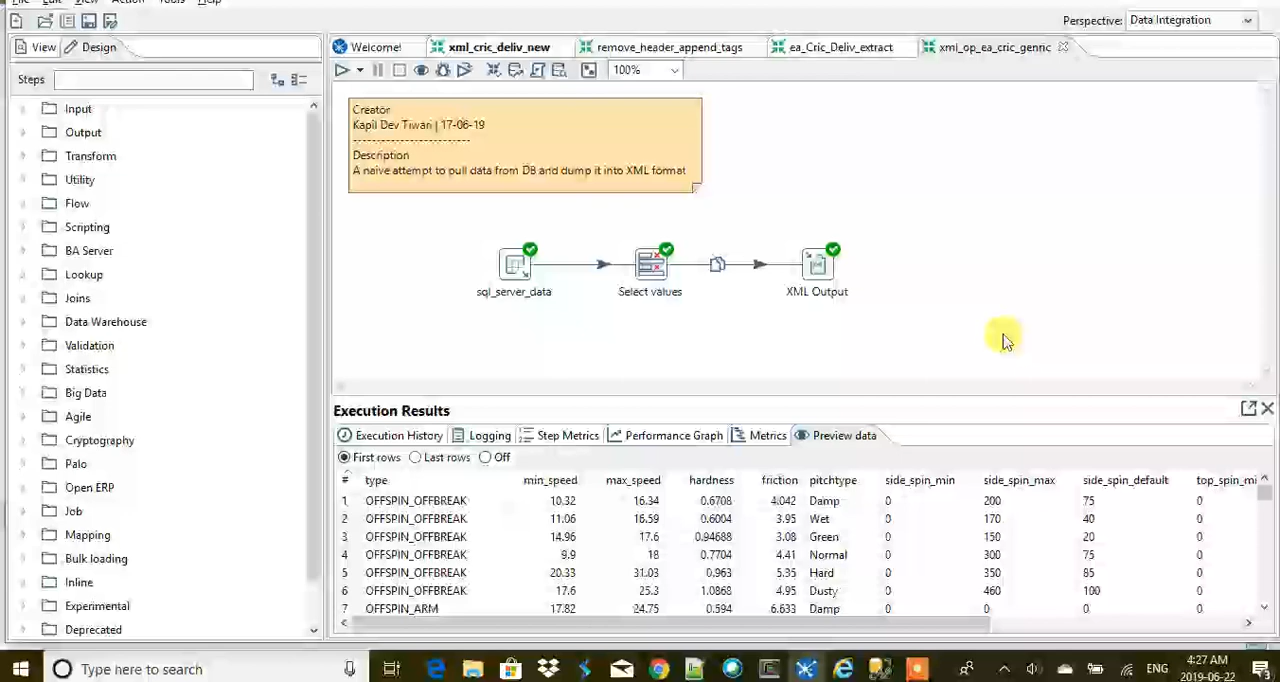 File Edit View Action Tools Help
Perspective: Data Integration
View Design
Welcome! xml_cric_deliv_new remove_header_append_tags ea_Cric_Deliv_extract xml_op_ea_cric_genric
Steps
100%
Input
Output
Transform
Utility
Flow
Scripting
BA Server
Lookup
Joins
Data Warehouse
Validation
Statistics
Big Data
Agile
Cryptography
Palo
Open ERP
Job
Mapping
Bulk loading
Inline
Experimental
Deprecated
Creator
Kapil Dev Tiwari | 17-06-19
--------------------------
Description
A naive attempt to pull data from DB and dump it into XML format
sql_server_data Select values XML Output
Execution Results
Execution History Logging Step Metrics Performance Graph Metrics Preview data
First rows Last rows Off
# type min_speed max_speed hardness friction pitchtype side_spin_min side_spin_max side_spin_default top_spin_mi
1 OFFSPIN_OFFBREAK 10.32 16.34 0.6708 4.042 Damp 0 200 75 0
2 OFFSPIN_OFFBREAK 11.06 16.59 0.6004 3.95 Wet 0 170 40 0
3 OFFSPIN_OFFBREAK 14.96 17.6 0.94688 3.08 Green 0 150 20 0
4 OFFSPIN_OFFBREAK 9.9 18 0.7704 4.41 Normal 0 300 75 0
5 OFFSPIN_OFFBREAK 20.33 31.03 0.963 5.35 Hard 0 350 85 0
6 OFFSPIN_OFFBREAK 17.6 25.3 1.0868 4.95 Dusty 0 460 100 0
7 OFFSPIN_ARM 17.82 24.75 0.594 6.633 Damp 0 0 0 0
Type here to search
ENG
4:27 AM
2019-06-22
3